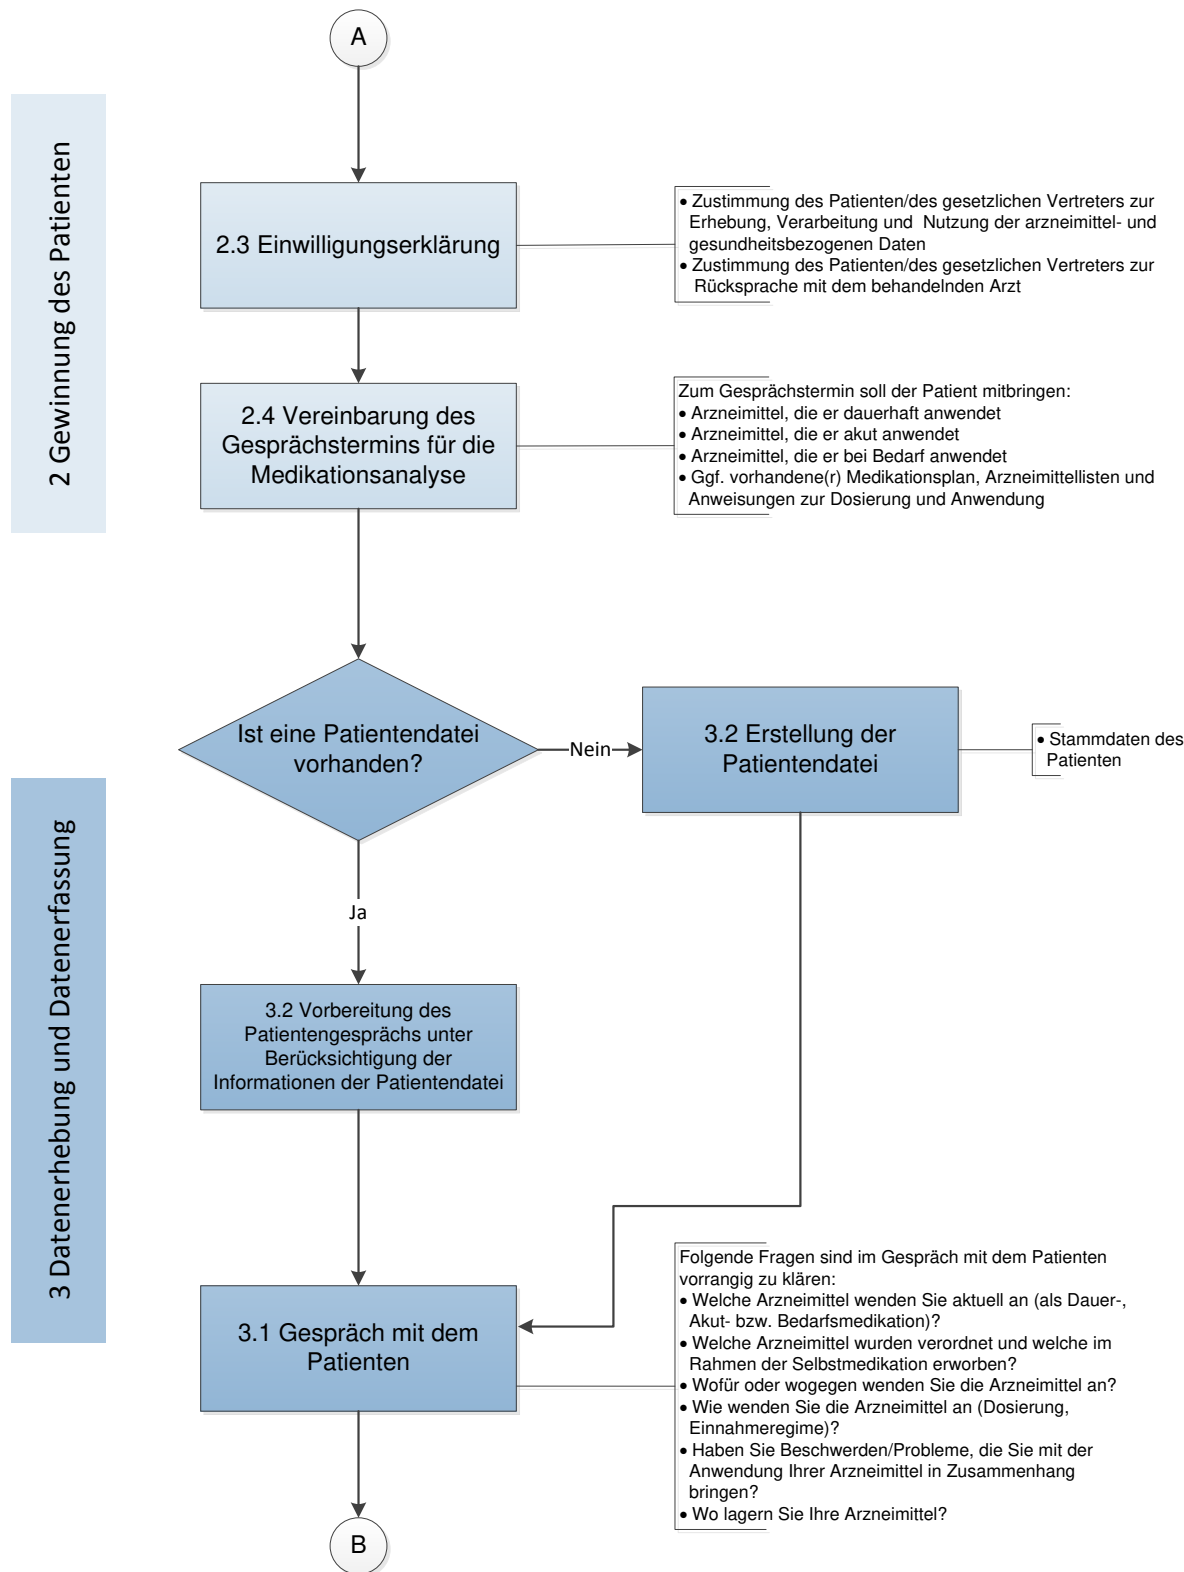 A
2 Gewinnung des Patienten
2.3 Einwilligungserklärung
• Zustimmung des Patienten/des gesetzlichen Vertreters zur
Erhebung, Verarbeitung und Nutzung der arzneimittel- und
gesundheitsbezogenen Daten
• Zustimmung des Patienten/des gesetzlichen Vertreters zur
Rücksprache mit dem behandelnden Arzt
2.4 Vereinbarung des
Gesprächstermins für die
Medikationsanalyse
Zum Gesprächstermin soll der Patient mitbringen:
• Arzneimittel, die er dauerhaft anwendet
• Arzneimittel, die er akut anwendet
• Arzneimittel, die er bei Bedarf anwendet
• Ggf. vorhandene(r) Medikationsplan, Arzneimittellisten und
Anweisungen zur Dosierung und Anwendung
3 Datenerhebung und Datenerfassung
Ist eine Patientendatei
vorhanden?
Nein
3.2 Erstellung der
Patientendatei
• Stammdaten des
Patienten
Ja
3.2 Vorbereitung des
Patientengesprächs unter
Berücksichtigung der
Informationen der Patientendatei
3.1 Gespräch mit dem
Patienten
Folgende Fragen sind im Gespräch mit dem Patienten
vorrangig zu klären:
• Welche Arzneimittel wenden Sie aktuell an (als Dauer-,
Akut- bzw. Bedarfsmedikation)?
• Welche Arzneimittel wurden verordnet und welche im
Rahmen der Selbstmedikation erworben?
• Wofür oder wogegen wenden Sie die Arzneimittel an?
• Wie wenden Sie die Arzneimittel an (Dosierung,
Einnahmeregime)?
• Haben Sie Beschwerden/Probleme, die Sie mit der
Anwendung Ihrer Arzneimittel in Zusammenhang
bringen?
• Wo lagern Sie Ihre Arzneimittel?
B